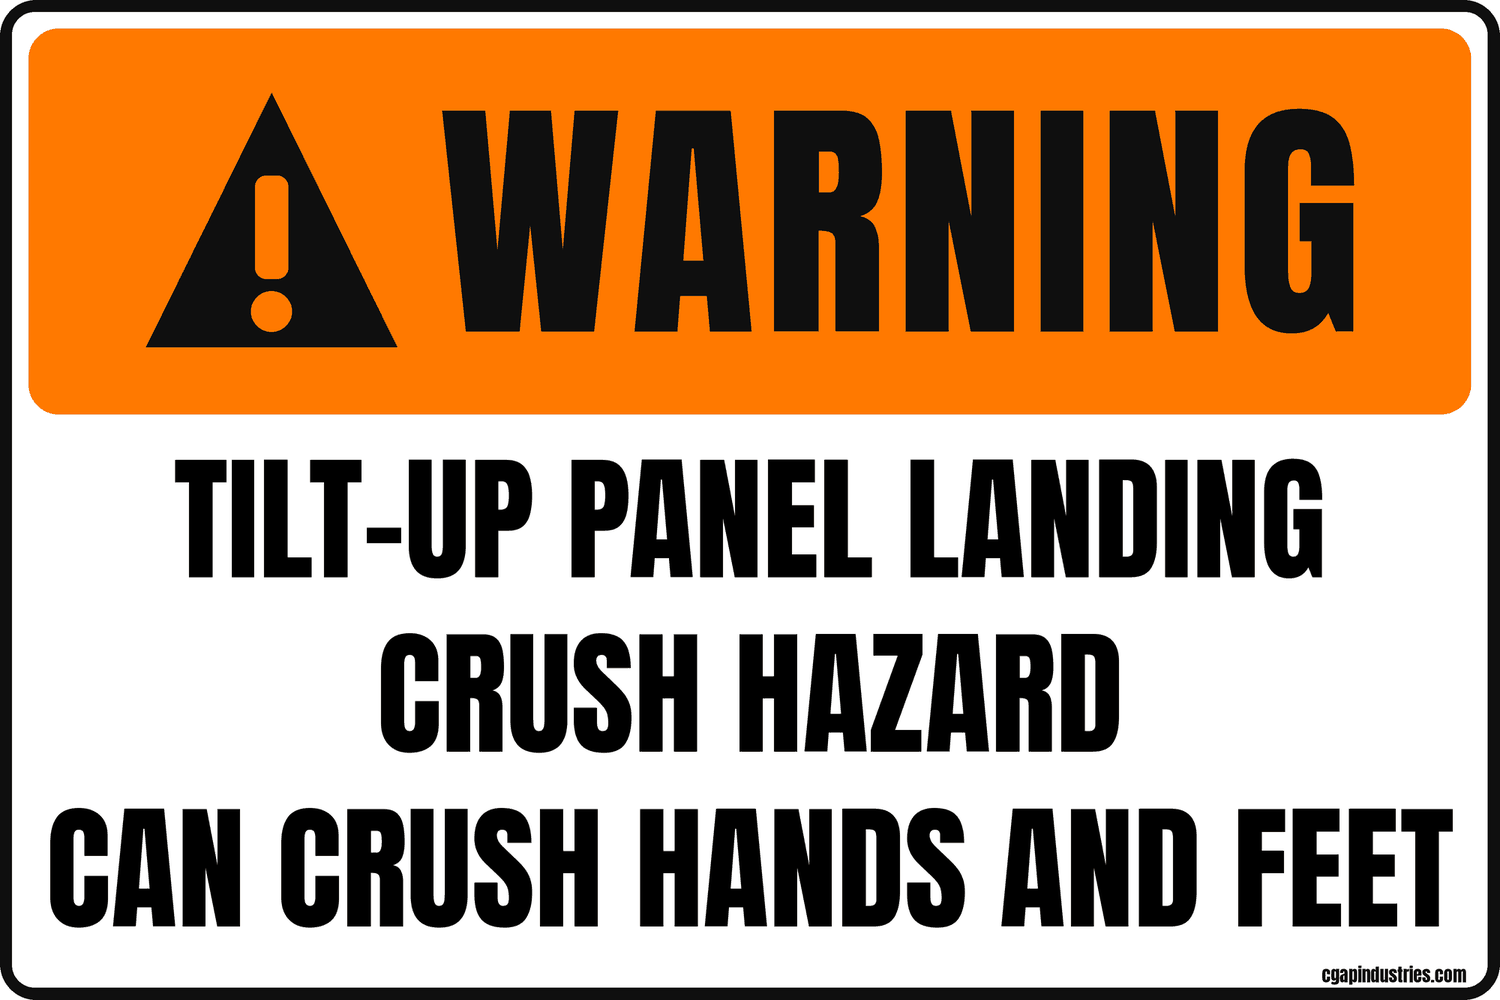 WARNING
TILT-UP PANEL LANDING
CRUSH HAZARD
CAN CRUSH HANDS AND FEET
cgapindustries.com